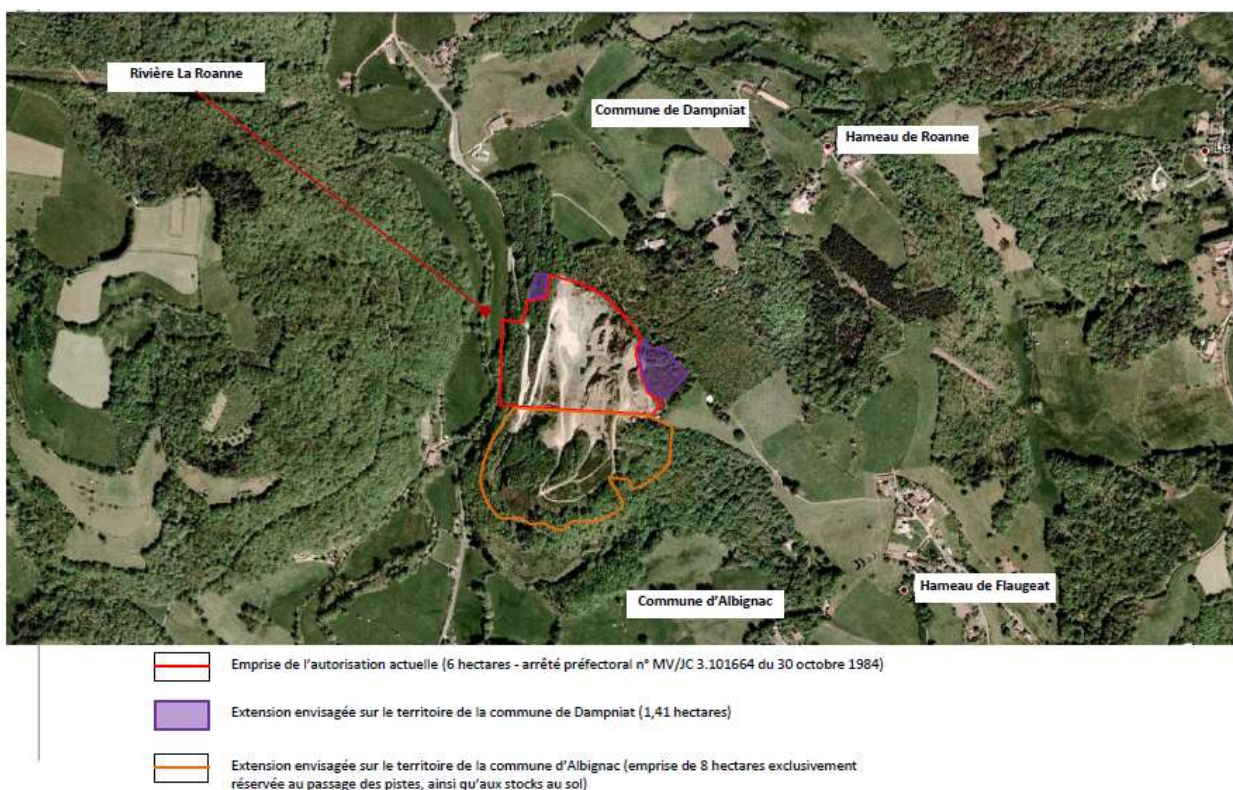 Rivière La Roanne
Commune de Dampniat
Hameau de Roanne
Le
Hameau de Flaugeat
Commune d'Albignac
Emprise de l'autorisation actuelle (6 hectares - arrêté préfectoral n° MV/JC 3.101664 du 30 octobre 1984)
Extension envisagée sur le territoire de la commune de Dampniat (1,41 hectares)
Extension envisagée sur le territoire de la commune d'Albignac (emprise de 8 hectares exclusivement
réservée au passage des pistes, ainsi qu'aux stocks au sol)